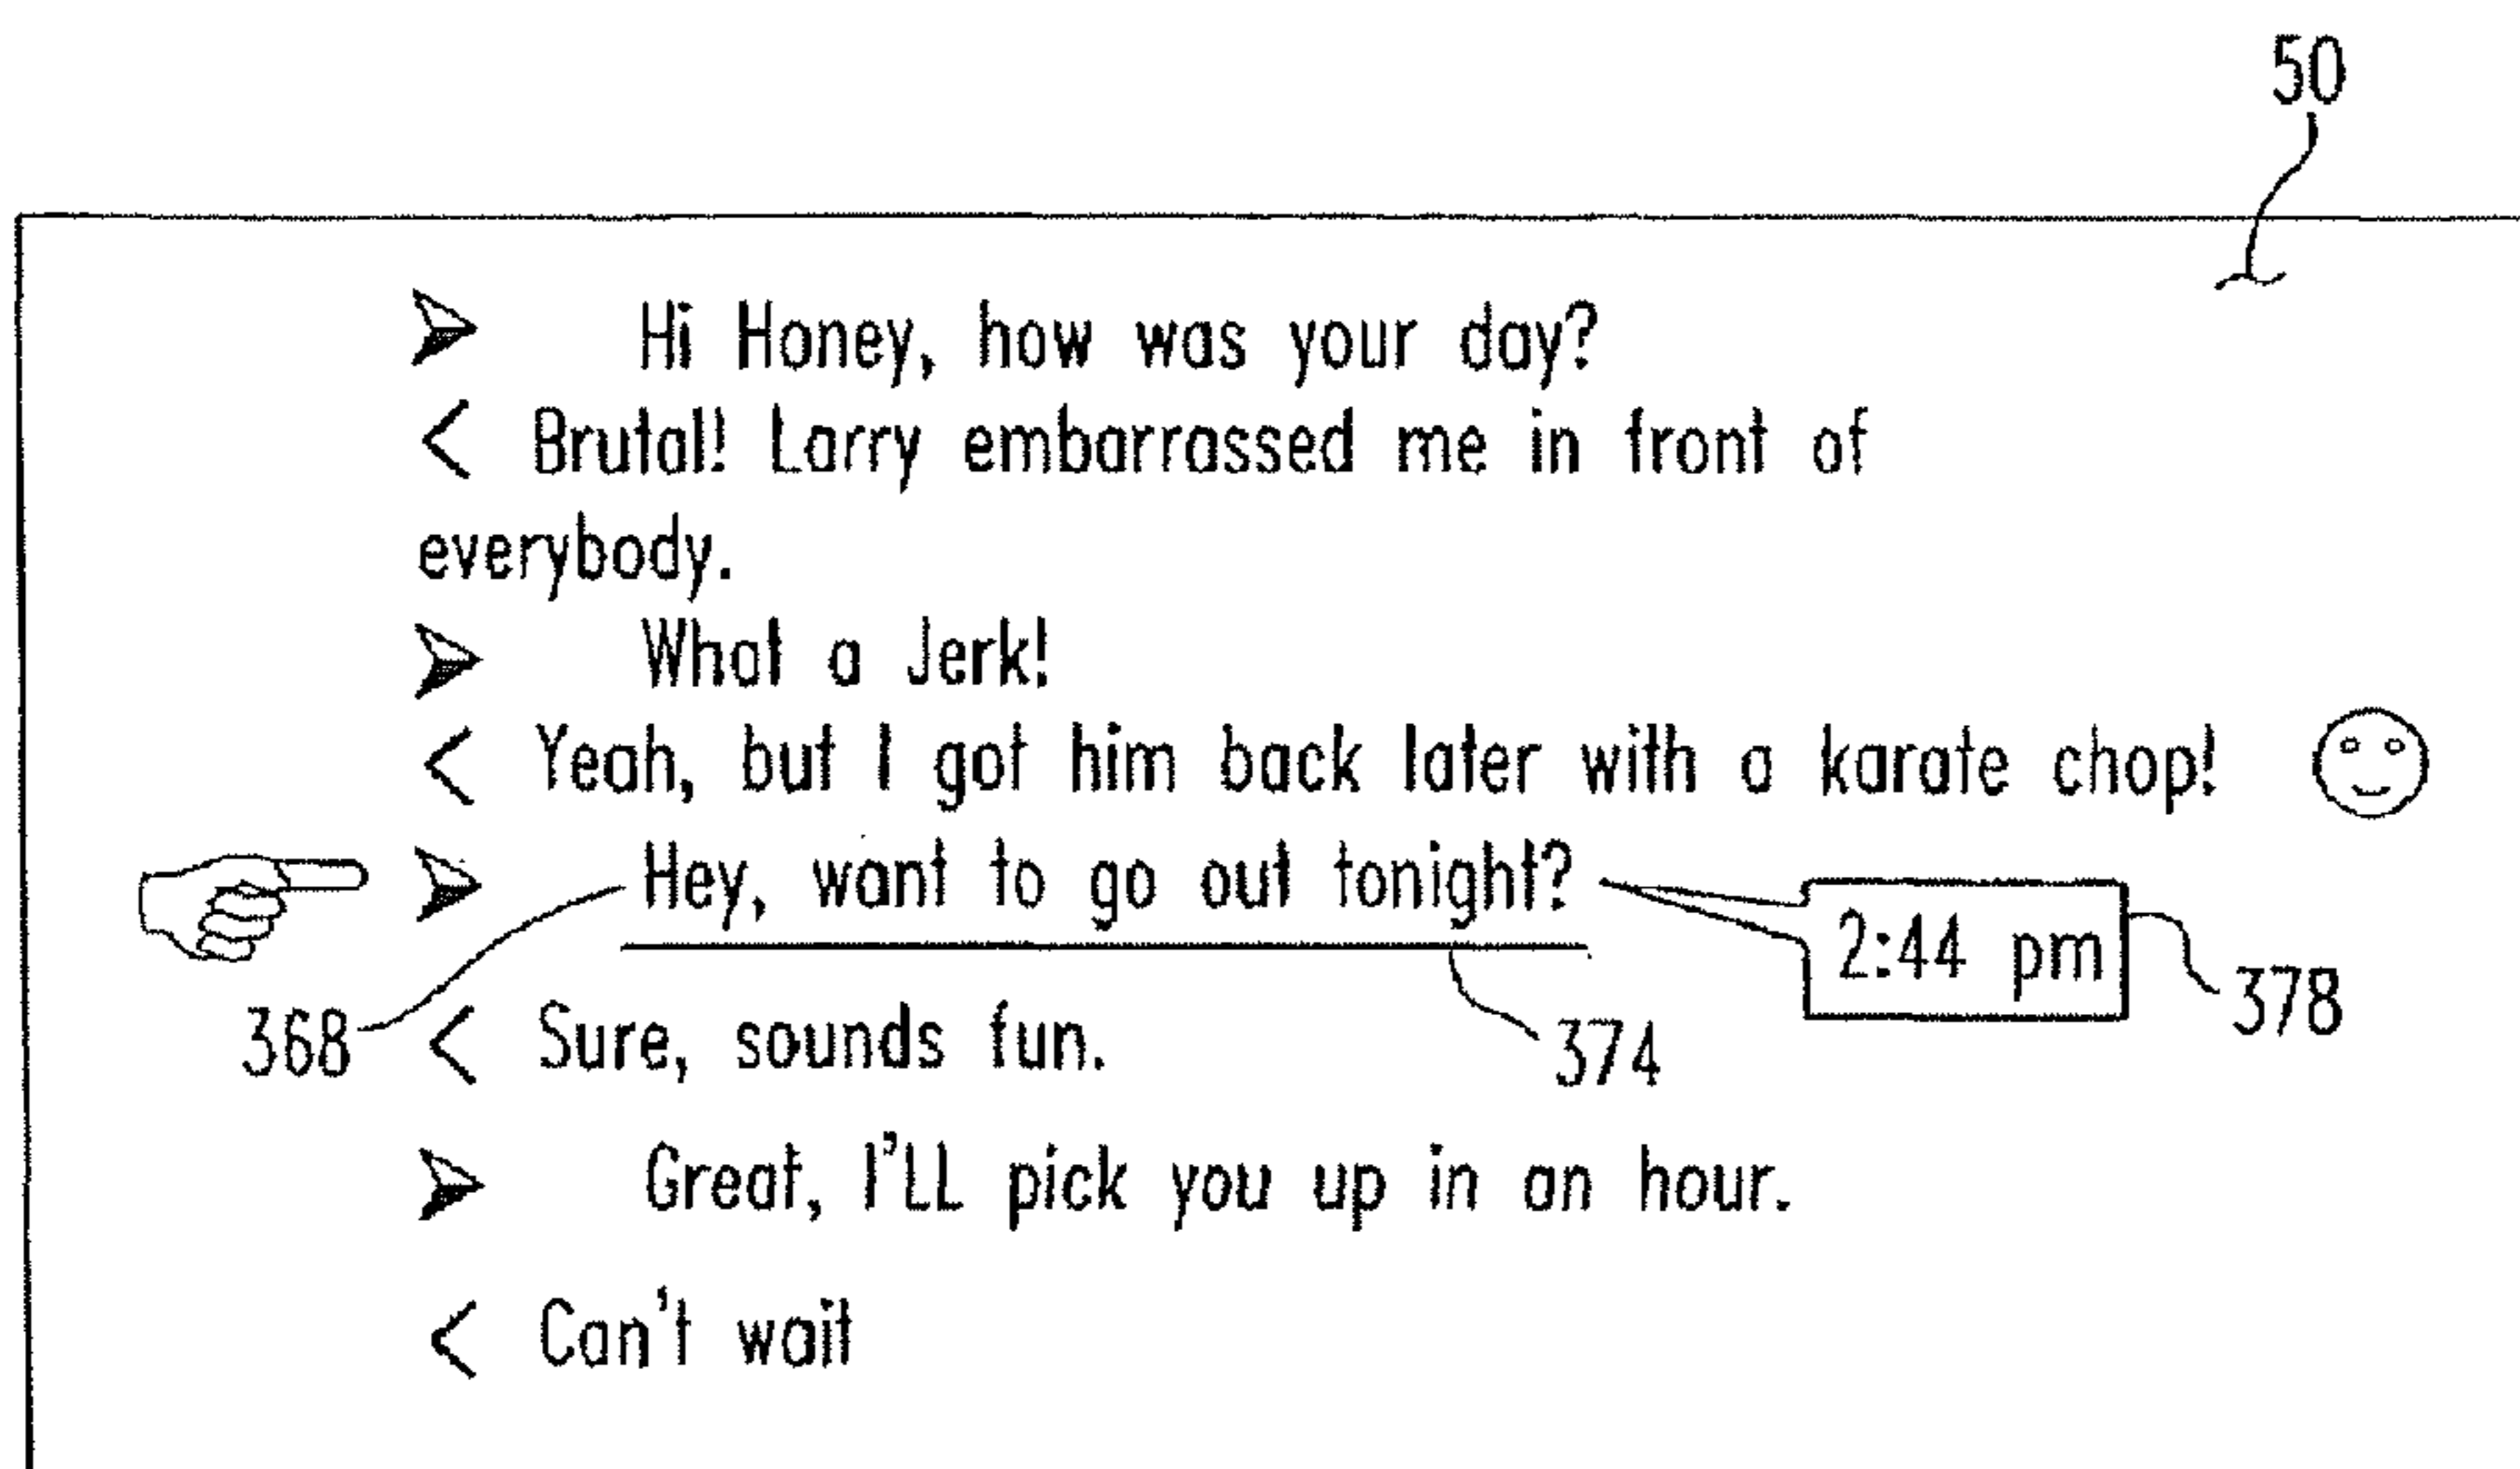 50
➢ Hi Honey, how was your day?
< Brutal! Larry embarrassed me in front of
everybody.
➢ What a Jerk!
< Yeah, but I got him back later with a karate chop!
➢ Hey, want to go out tonight?
2:44 pm
378
368
< Sure, sounds fun.
374
➢ Great, I'LL pick you up in an hour.
< Can't wait